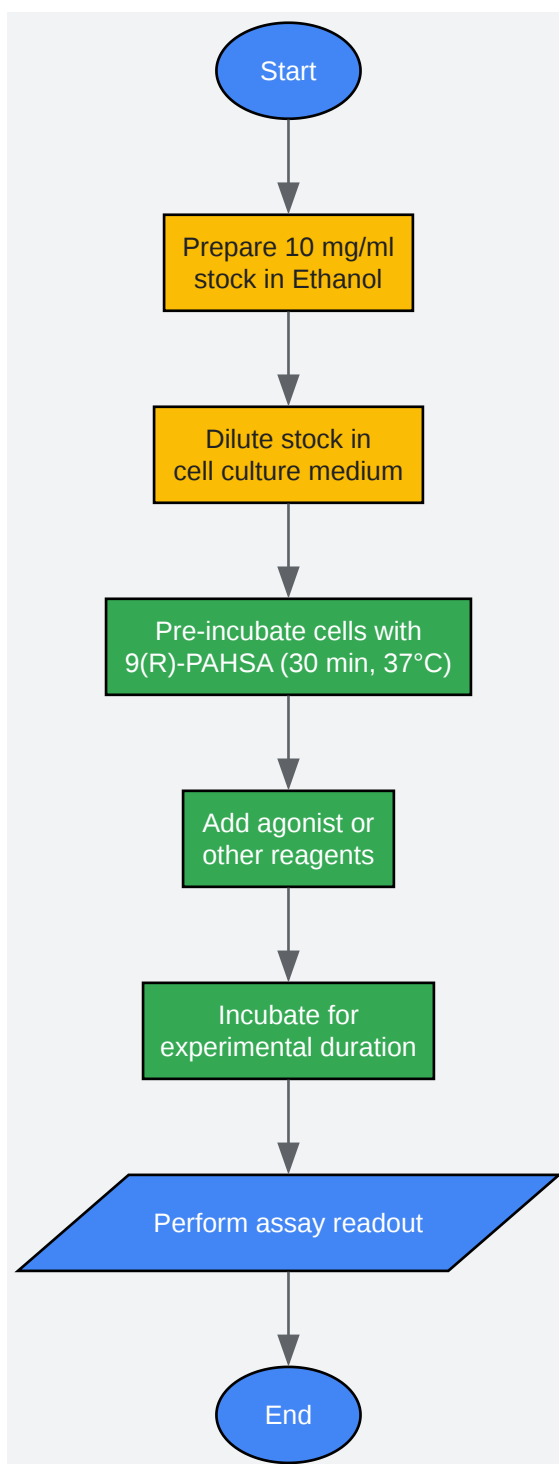 Start
Prepare 10 mg/ml
stock in Ethanol
Dilute stock in
cell culture medium
Pre-incubate cells with
9(R)-PAHSA (30 min, 37°C)
Add agonist or
other reagents
Incubate for
experimental duration
Perform assay readout
End